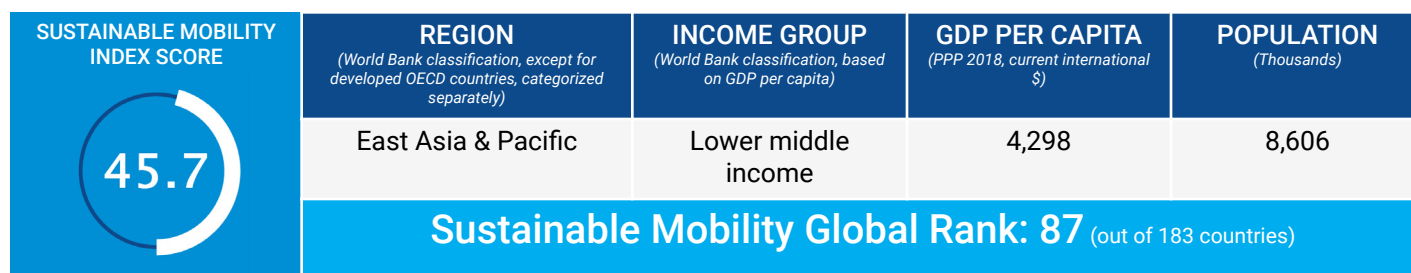 SUSTAINABLE MOBILITY
INDEX SCORE
45.7
REGION
(World Bank classification, except for
developed OECD countries, categorized
separately)
INCOME GROUP
(World Bank classification, based
on GDP per capita)
GDP PER CAPITA
(PPP 2018, current international
$)
POPULATION
(Thousands)
East Asia & Pacific
Lower middle
income
4,298
8,606
Sustainable Mobility Global Rank: 87 (out of 183 countries)